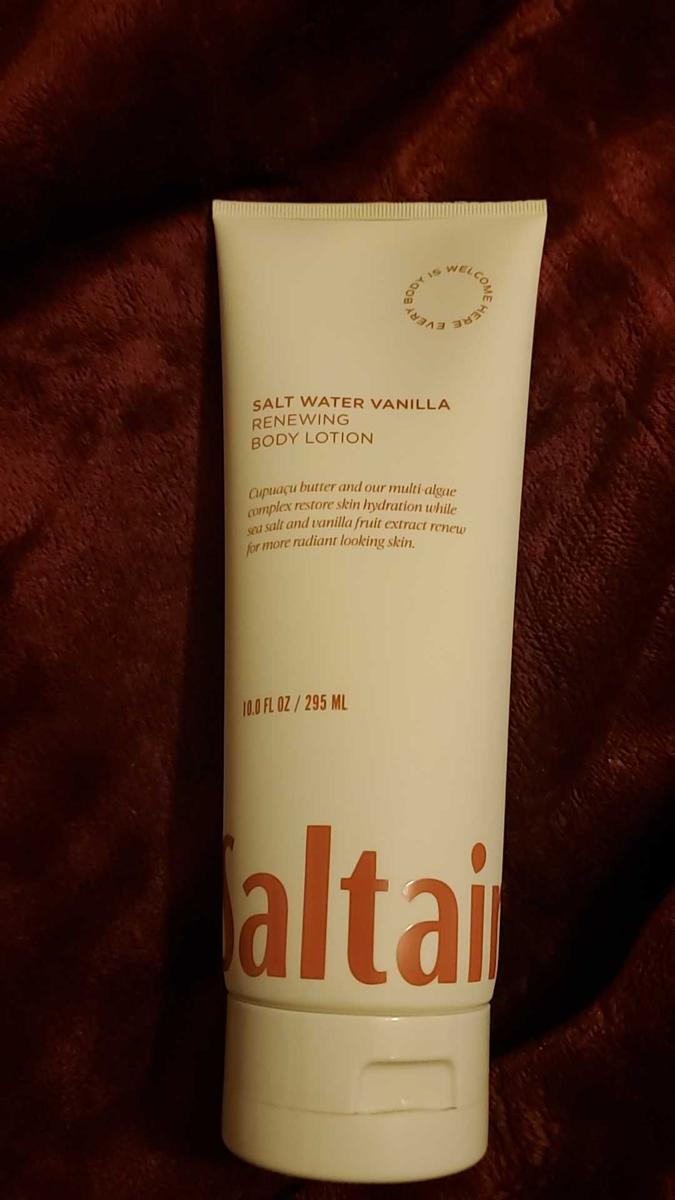 EVERY BODY IS WELCOME HERE
SALT WATER VANILLA
RENEWING
BODY LOTION
Cupuaçu butter and our multi-algae
complex restore skin hydration while
sea salt and vanilla fruit extract renew
for more radiant looking skin.
10.0 FL OZ / 295 ML
Saltair